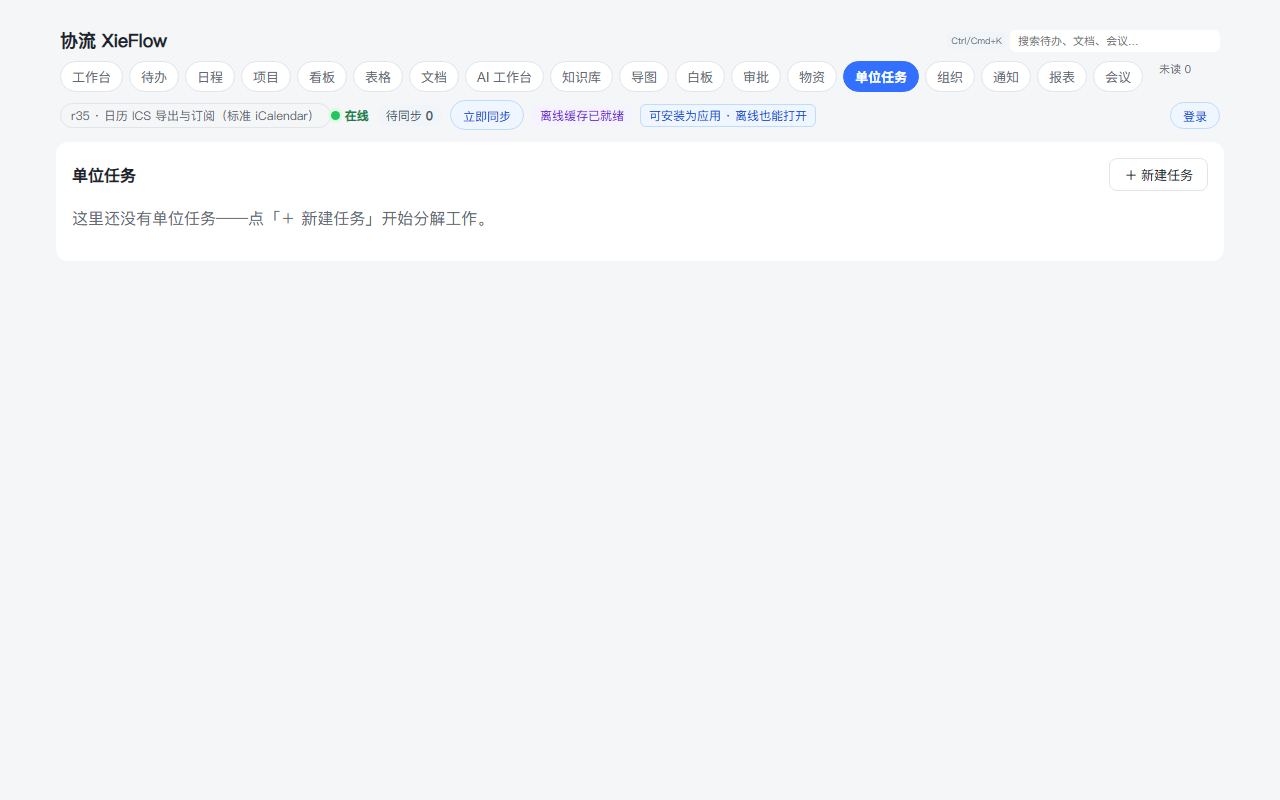 协流 XieFlow
Ctrl/Cmd+K 搜索待办、文档、会议...
工作台 待办 日程 项目 看板 表格 文档 AI 工作台 知识库 导图 白板 审批 物资 单位任务 组织 通知 报表 会议 未读 0
r35 · 日历 ICS 导出与订阅（标准 iCalendar） 在线 待同步 0 立即同步 离线缓存已就绪 可安装为应用 · 离线也能打开 登录
单位任务 ＋ 新建任务
这里还没有单位任务——点「＋ 新建任务」开始分解工作。